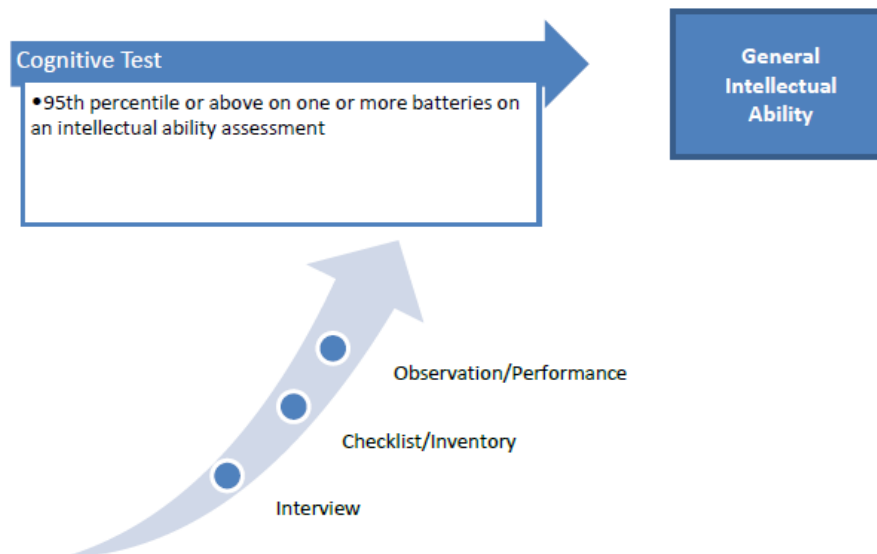 Cognitive Test
•95th percentile or above on one or more batteries on
an intellectual ability assessment
General
Intellectual
Ability
Observation/Performance
Checklist/Inventory
Interview